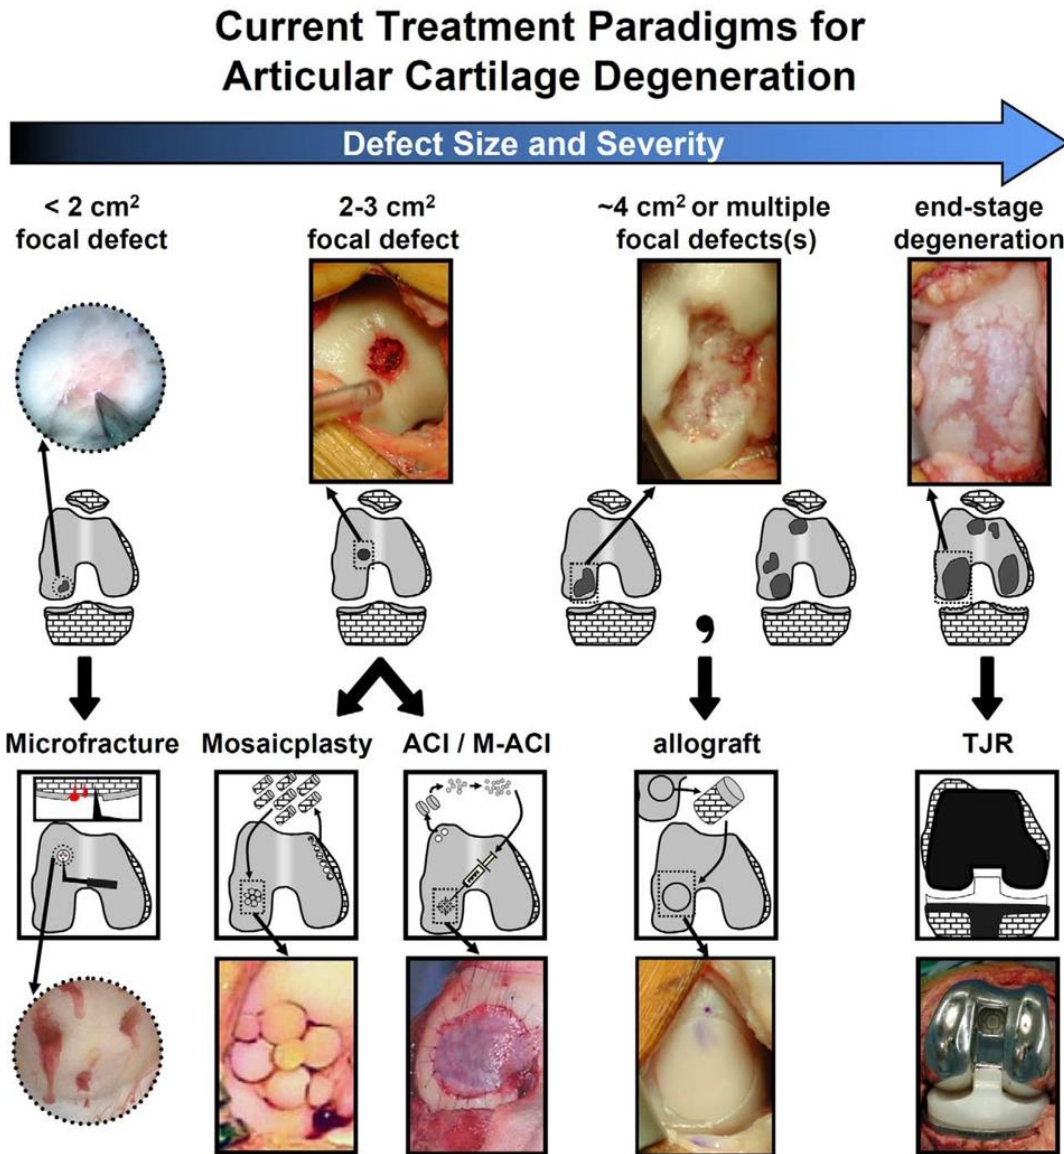 Current Treatment Paradigms for
Articular Cartilage Degeneration
Defect Size and Severity
< 2 cm²
focal defect
2-3 cm²
focal defect
~4 cm² or multiple
focal defects(s)
end-stage
degeneration
,
Microfracture
Mosaicplasty
ACI / M-ACI
allograft
TJR